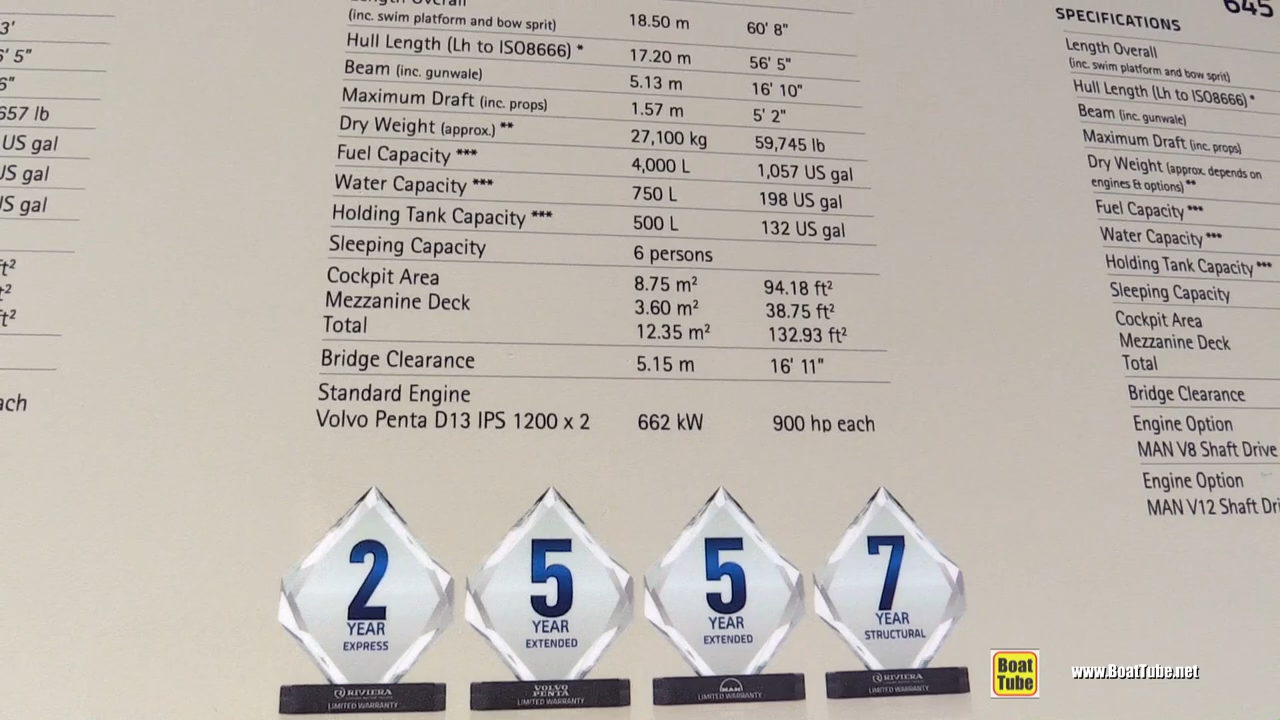 3'
5' 5"
6"
657 lb
US gal
US gal
US gal
ft²
ft²
ft²
ach
Length Overall
(inc. swim platform and bow sprit) 18.50 m 60' 8"
Hull Length (Lh to ISO8666) * 17.20 m 56' 5"
Beam (inc. gunwale) 5.13 m 16' 10"
Maximum Draft (inc. props) 1.57 m 5' 2"
Dry Weight (approx.) ** 27,100 kg 59,745 lb
Fuel Capacity *** 4,000 L 1,057 US gal
Water Capacity *** 750 L 198 US gal
Holding Tank Capacity *** 500 L 132 US gal
Sleeping Capacity 6 persons
Cockpit Area 8.75 m² 94.18 ft²
Mezzanine Deck 3.60 m² 38.75 ft²
Total 12.35 m² 132.93 ft²
Bridge Clearance 5.15 m 16' 11"
Standard Engine
Volvo Penta D13 IPS 1200 x 2 662 kW 900 hp each
645
SPECIFICATIONS
Length Overall
(inc. swim platform and bow sprit)
Hull Length (Lh to ISO8666) *
Beam (inc. gunwale)
Maximum Draft (inc. props)
Dry Weight (approx. depends on
engines & options) **
Fuel Capacity ***
Water Capacity ***
Holding Tank Capacity ***
Sleeping Capacity
Cockpit Area
Mezzanine Deck
Total
Bridge Clearance
Engine Option
MAN V8 Shaft Drive
Engine Option
MAN V12 Shaft Dri
2
YEAR
EXPRESS
RIVIERA
LIMITED WARRANTY
5
YEAR
EXTENDED
VOLVO
PENTA
LIMITED WARRANTY
5
YEAR
EXTENDED
MAN
LIMITED WARRANTY
7
YEAR
STRUCTURAL
RIVIERA
LIMITED WARRANTY
Boat
Tube
www.BoatTube.net